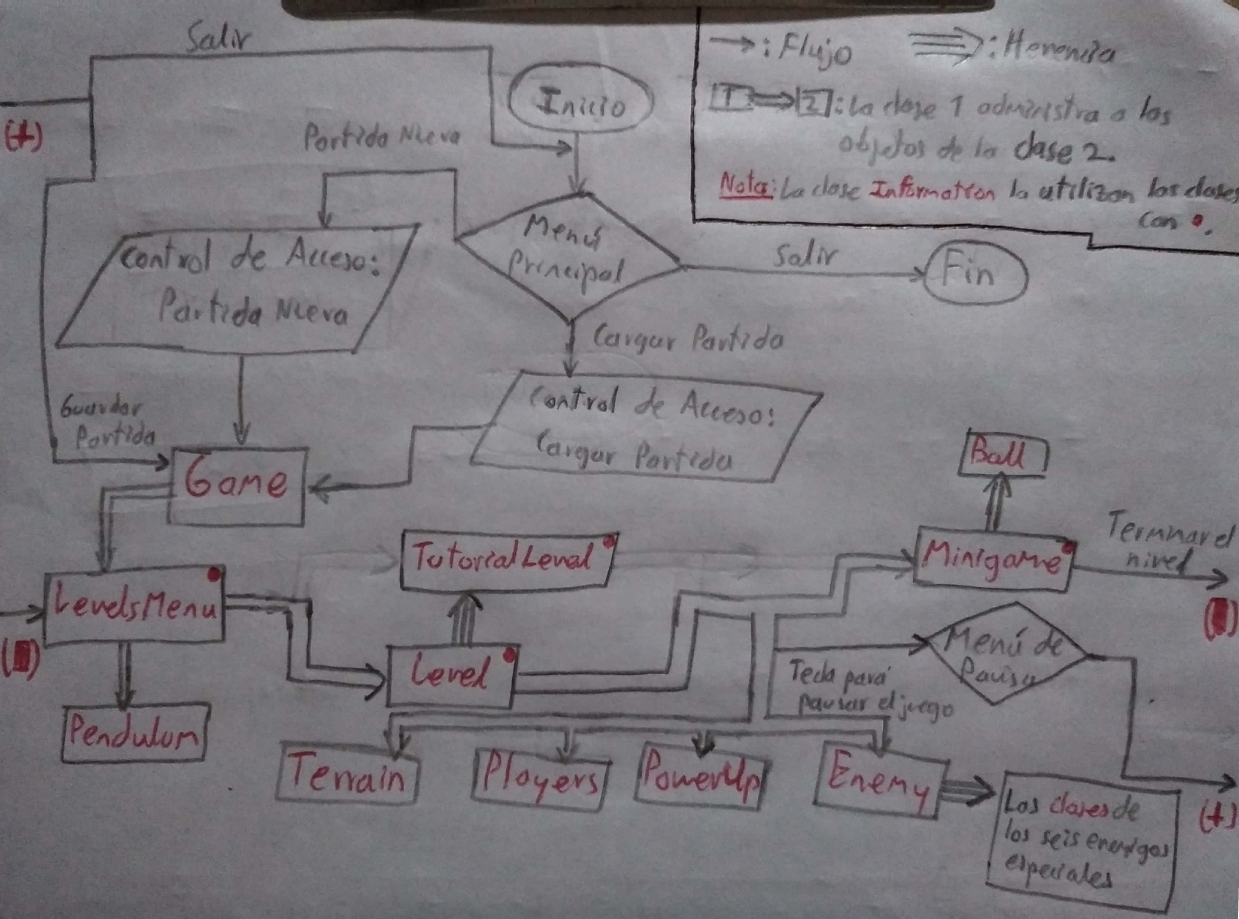 Salir
→: Flujo
⇛: Herencia
Inicio
1 ⇒ 2: La clase 1 administra a los
objetos de la clase 2.
(+)
Partida Nueva
Nota: La clase Information la utilizan las clases
con •.
Menú
Principal
Salir
Fin
Control de Acceso:
Partida Nueva
Cargar Partida
Control de Acceso:
Cargar Partida
Guardar
Partida
Game
Ball
TutorialLevel
Minigame
Terminar el
nivel
LevelsMenu
Level
Menú de
Pausa
Tecla para
pausar el juego
Pendulum
Terrain
Players
PowerUp
Enemy
Las clases de
los seis enemigos
especiales
(+)